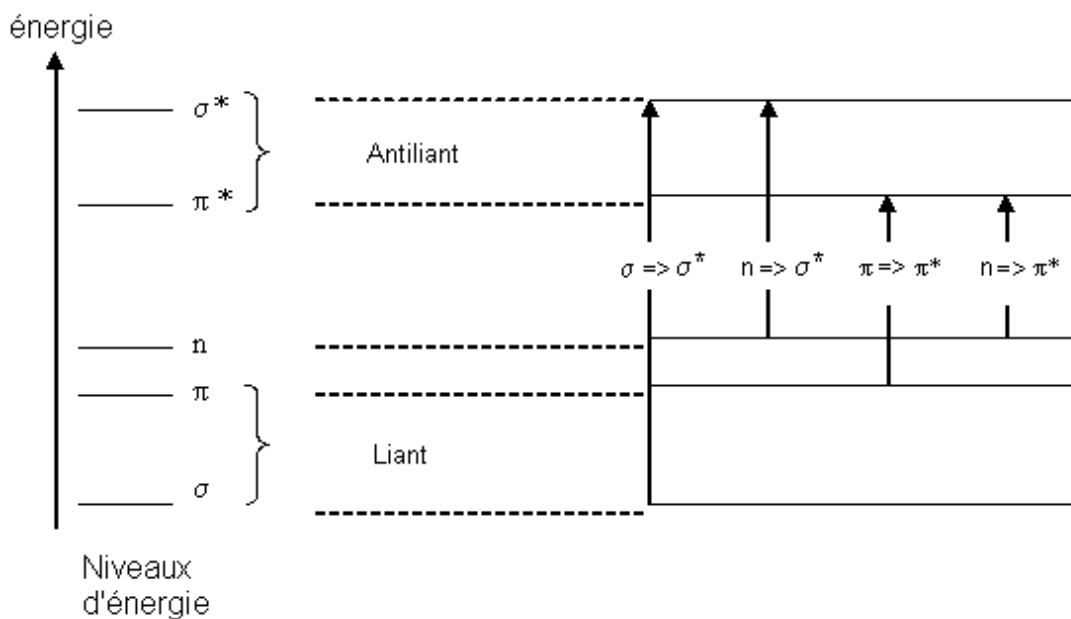 énergie
σ*
Antiliant
π*
σ => σ*
n => σ*
π => π*
n => π*
n
π
Liant
σ
Niveaux
d'énergie